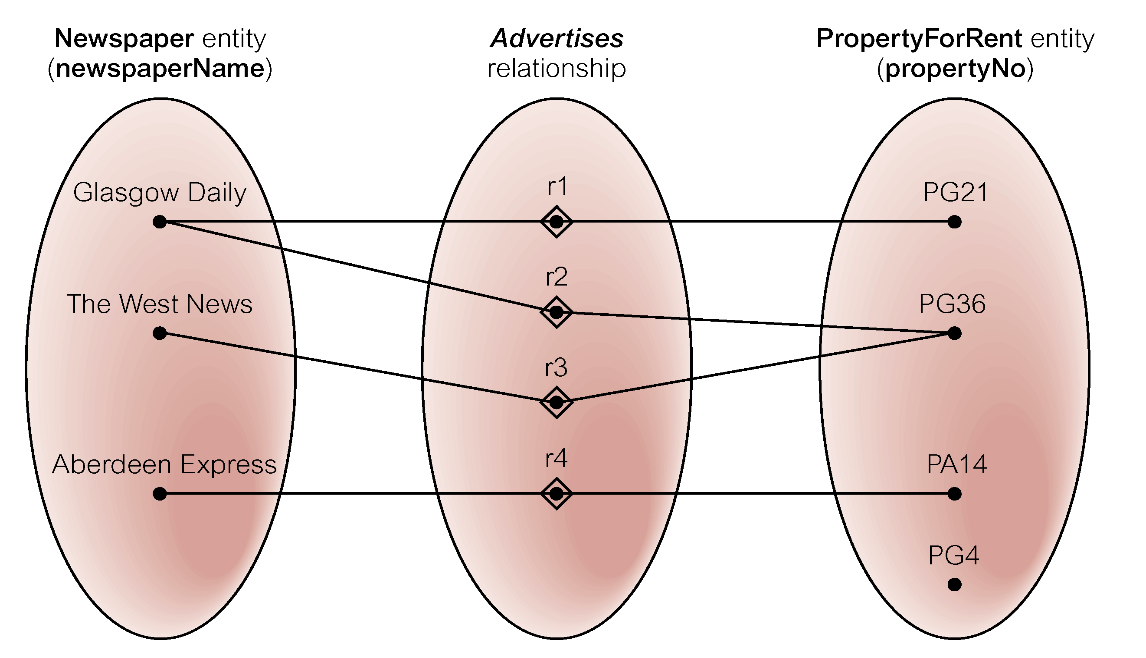 Newspaper entity
(newspaperName)
Advertises
relationship
PropertyForRent entity
(propertyNo)
Glasgow Daily
r1
PG21
r2
The West News
PG36
r3
Aberdeen Express
r4
PA14
PG4